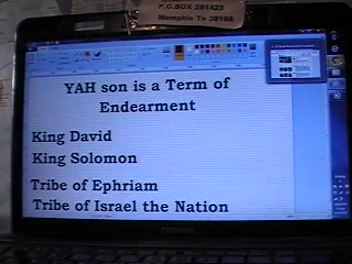 P.O.BOX 281423
Memphis Tn 38168
YAH son is a Term of
Endearment
King David
King Solomon
Tribe of Ephriam
Tribe of Israel the Nation